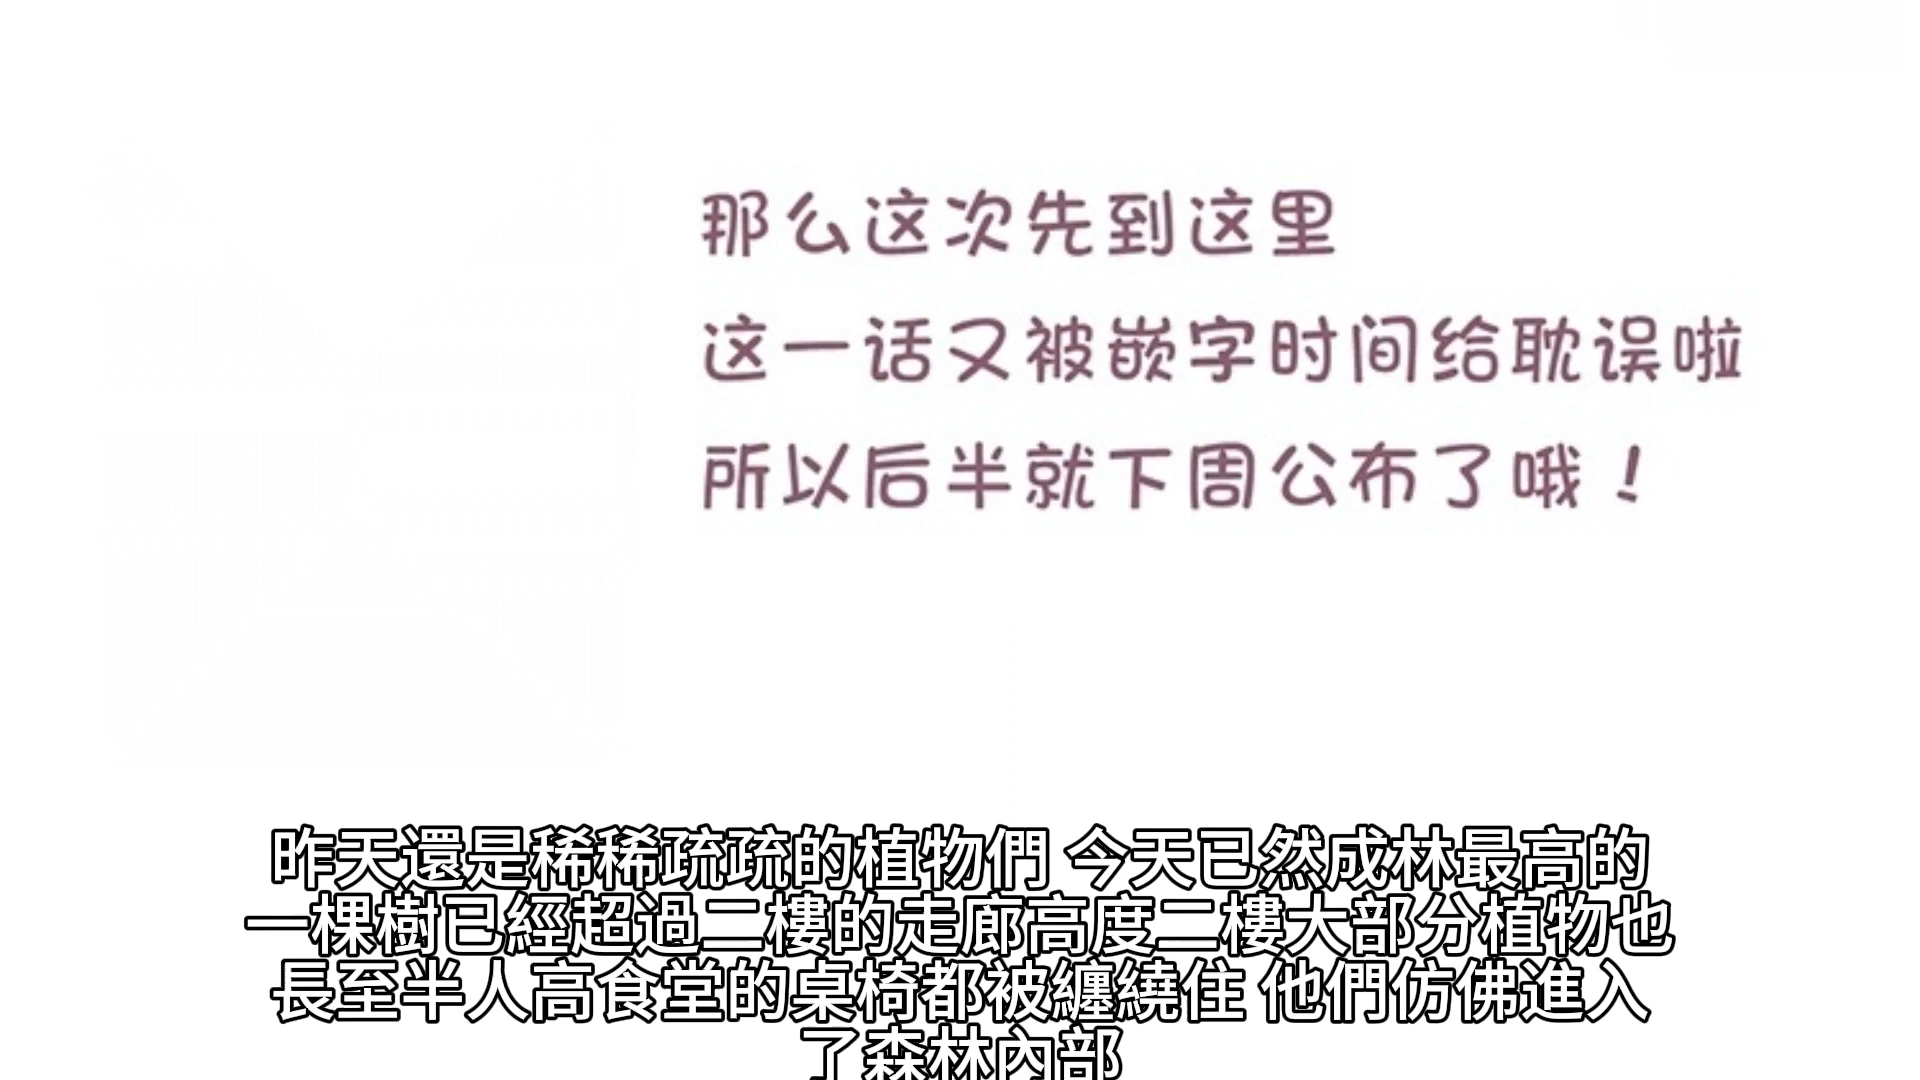 那么这次先到这里
这一话又被嵌字时间给耽误啦
所以后半就下周公布了哦！
昨天還是稀稀疏疏的植物們 今天已然成林最高的
一棵樹已經超過二樓的走廊高度二樓大部分植物也
長至半人高食堂的桌椅都被纏繞住 他們仿佛進入
了森林內部